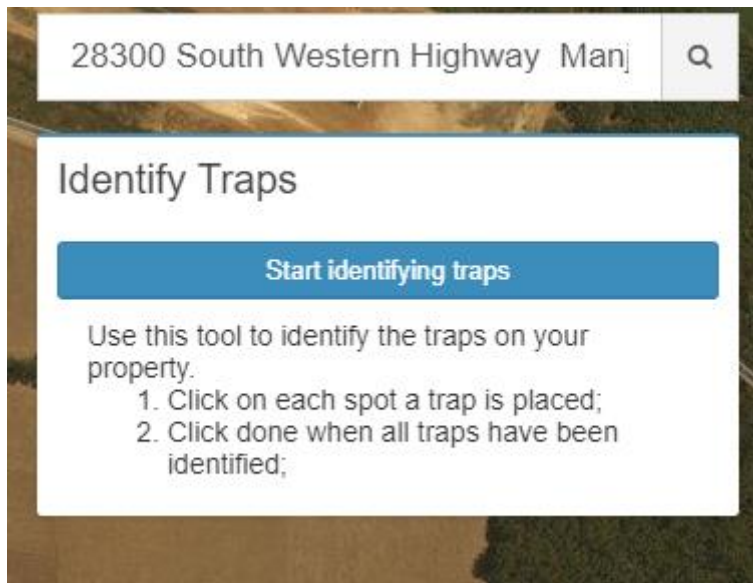 28300 South Western Highway  Manj
Identify Traps
Start identifying traps
Use this tool to identify the traps on your
property.
1. Click on each spot a trap is placed;
2. Click done when all traps have been
identified;